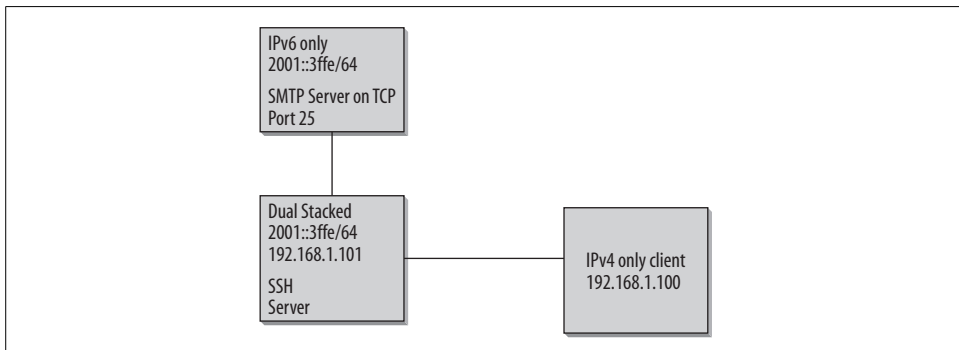 IPv6 only
2001::3ffe/64
SMTP Server on TCP
Port 25
Dual Stacked
2001::3ffe/64
192.168.1.101
SSH
Server
IPv4 only client
192.168.1.100